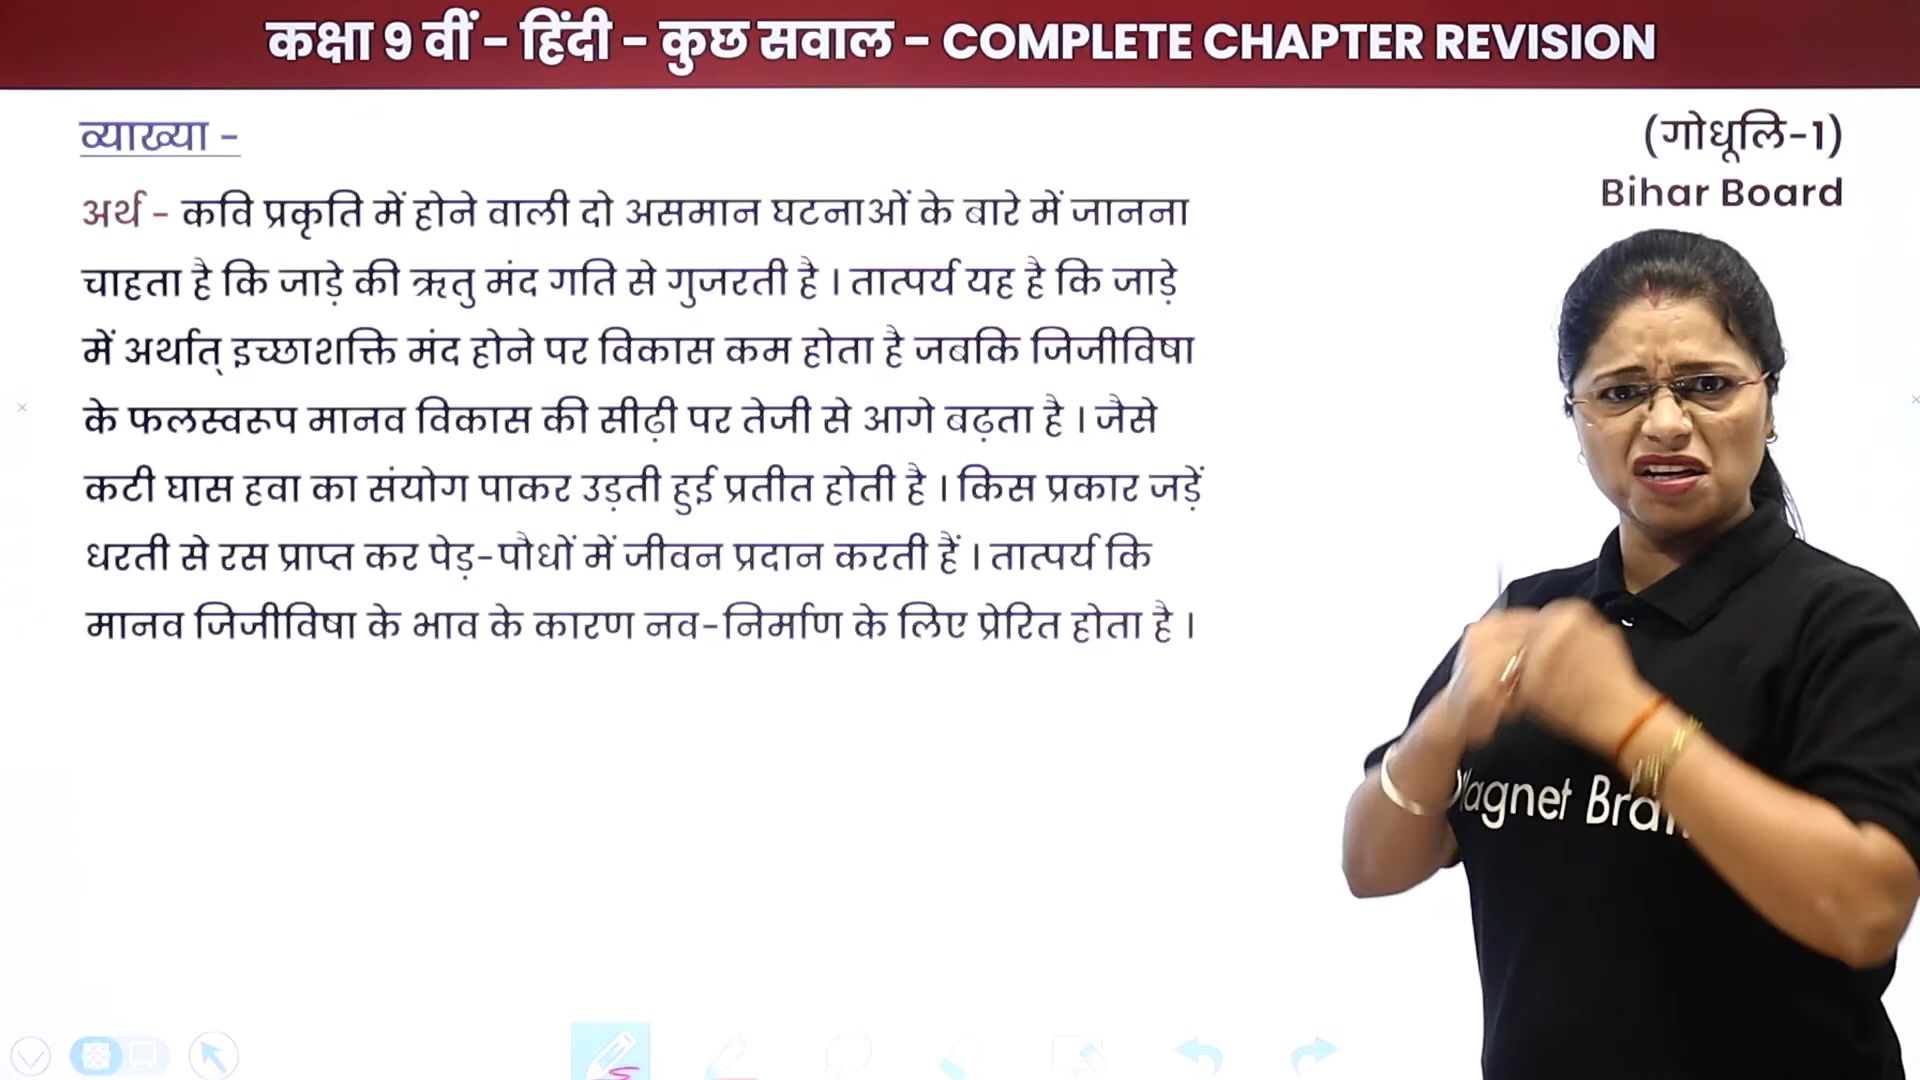 कक्षा 9 वीं - हिंदी - कुछ सवाल - COMPLETE CHAPTER REVISION
व्याख्या -
(गोधूलि-1)
Bihar Board
अर्थ - कवि प्रकृति में होने वाली दो असमान घटनाओं के बारे में जानना
चाहता है कि जाड़े की ऋतु मंद गति से गुजरती है । तात्पर्य यह है कि जाड़े
में अर्थात् इच्छाशक्ति मंद होने पर विकास कम होता है जबकि जिजीविषा
के फलस्वरूप मानव विकास की सीढ़ी पर तेजी से आगे बढ़ता है । जैसे
कटी घास हवा का संयोग पाकर उड़ती हुई प्रतीत होती है । किस प्रकार जड़ें
धरती से रस प्राप्त कर पेड़-पौधों में जीवन प्रदान करती हैं । तात्पर्य कि
मानव जिजीविषा के भाव के कारण नव-निर्माण के लिए प्रेरित होता है ।